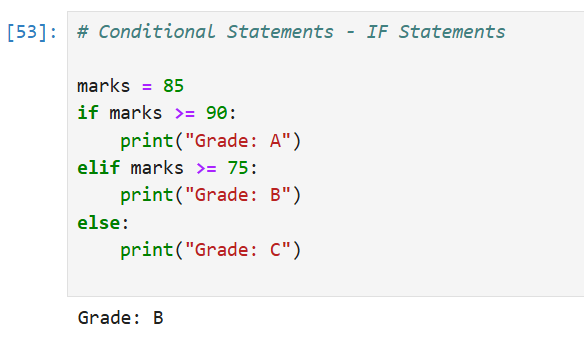 [53]: # Conditional Statements - IF Statements
marks = 85
if marks >= 90:
    print("Grade: A")
elif marks >= 75:
    print("Grade: B")
else:
    print("Grade: C")
Grade: B